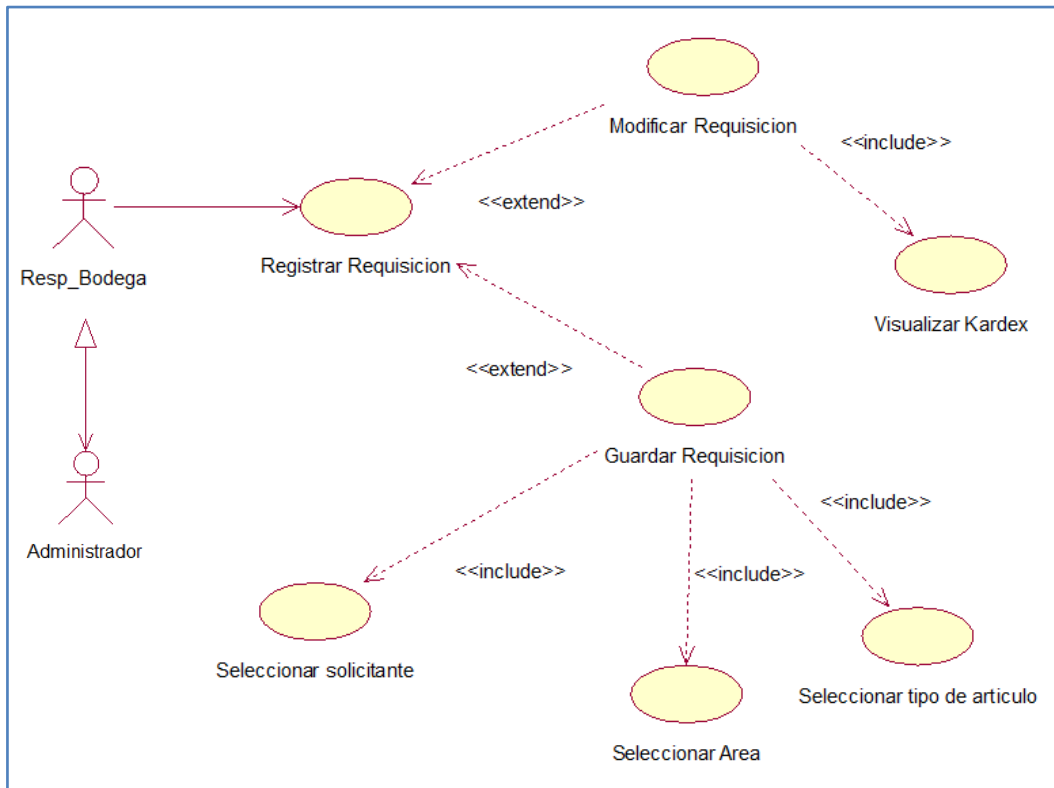 Modificar Requisicion
<<include>>
<<extend>>
Registrar Requisicion
Resp_Bodega
Visualizar Kardex
<<extend>>
Guardar Requisicion
<<include>>
Administrador
<<include>>
<<include>>
Seleccionar solicitante
Seleccionar tipo de articulo
Seleccionar Area